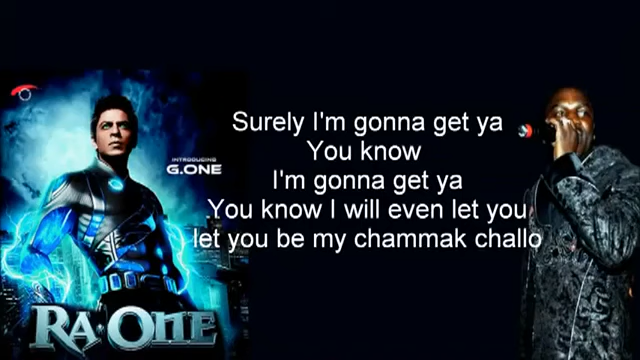 Surely I'm gonna get ya
You know
I'm gonna get ya
You know I will even let you
let you be my chammak challo
INTRODUCING
G.ONE
RA·ONE